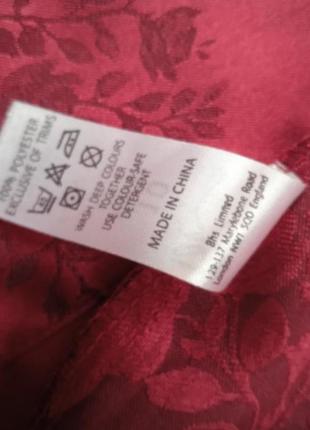 100% POLYESTER
EXCLUSIVE OF TRIMS
WASH DEEP COLOURS
TOGETHER
USE COLOUR-SAFE
DETERGENT
MADE IN CHINA
Bhs Limited
129-137 Marylebone Road
London NW1 5QD England